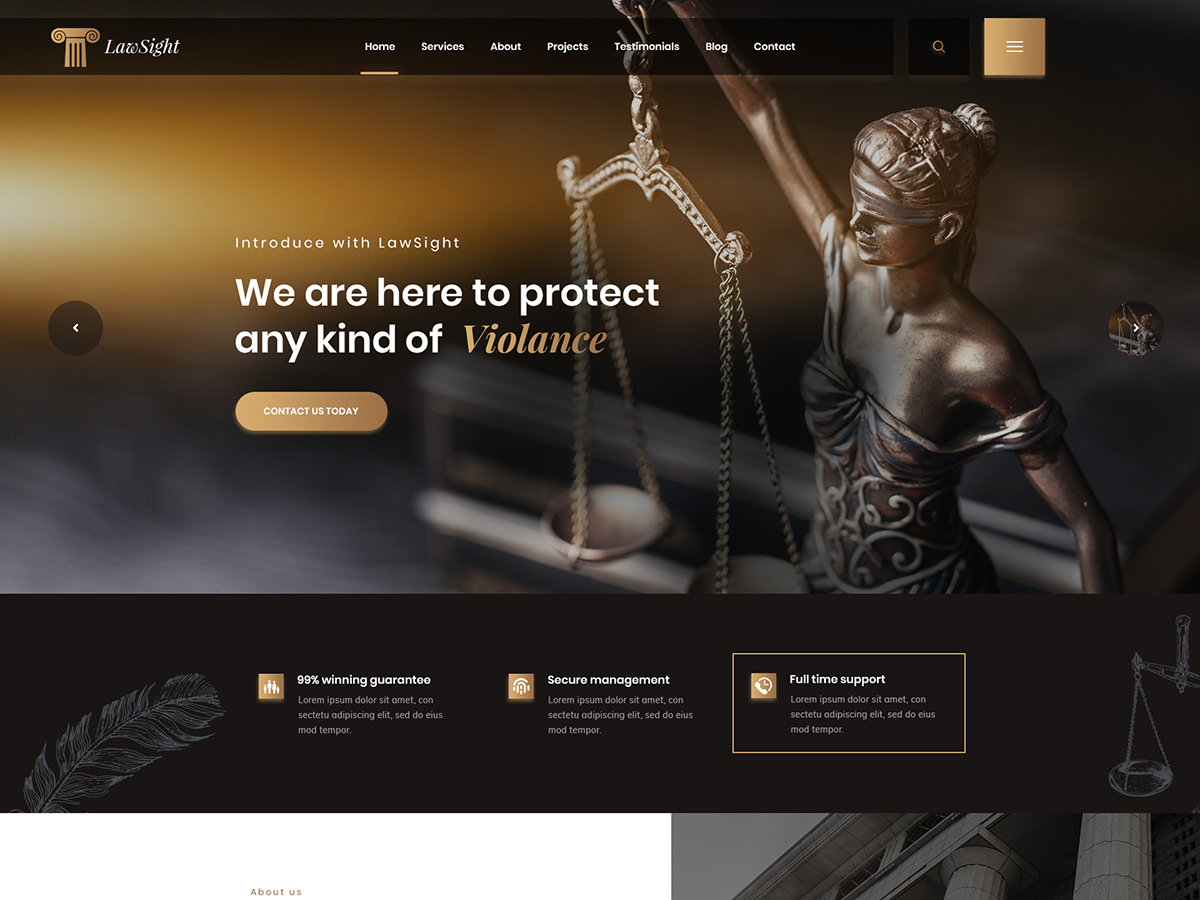 LawSight
Home Services About Projects Testimonials Blog Contact
Introduce with LawSight
We are here to protect
any kind of Violance
CONTACT US TODAY
99% winning guarantee
Lorem ipsum dolor sit amet, con
sectetu adipiscing elit, sed do eius
mod tempor.
Secure management
Lorem ipsum dolor sit amet, con
sectetu adipiscing elit, sed do eius
mod tempor.
Full time support
Lorem ipsum dolor sit amet, con
sectetu adipiscing elit, sed do eius
mod tempor.
About us